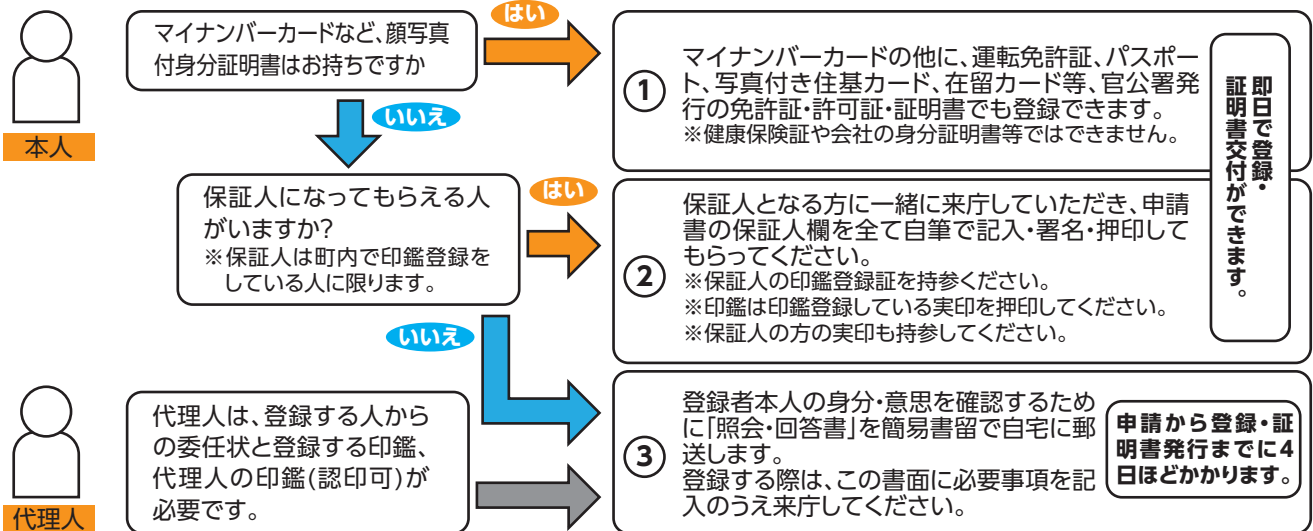 本人
マイナンバーカードなど、顔写真
付身分証明書はお持ちですか
はい
①
マイナンバーカードの他に、運転免許証、パスポー
ト、写真付き住基カード、在留カード等、官公署発
行の免許証・許可証・証明書でも登録できます。
※健康保険証や会社の身分証明書等ではできません。
即日で登録・
証明書交付ができます。
いいえ
保証人になってもらえる人
がいますか?
※保証人は町内で印鑑登録を
している人に限ります。
はい
②
保証人となる方に一緒に来庁していただき、申請
書の保証人欄を全て自筆で記入・署名・押印して
もらってください。
※保証人の印鑑登録証を持参ください。
※印鑑は印鑑登録している実印を押印してください。
※保証人の方の実印も持参してください。
いいえ
代理人
代理人は、登録する人から
の委任状と登録する印鑑、
代理人の印鑑(認印可)が
必要です。
③
登録者本人の身分・意思を確認するため
に「照会・回答書」を簡易書留で自宅に郵
送します。
登録する際は、この書面に必要事項を記
入のうえ来庁してください。
申請から登録・証
明書発行までに4
日ほどかかります。